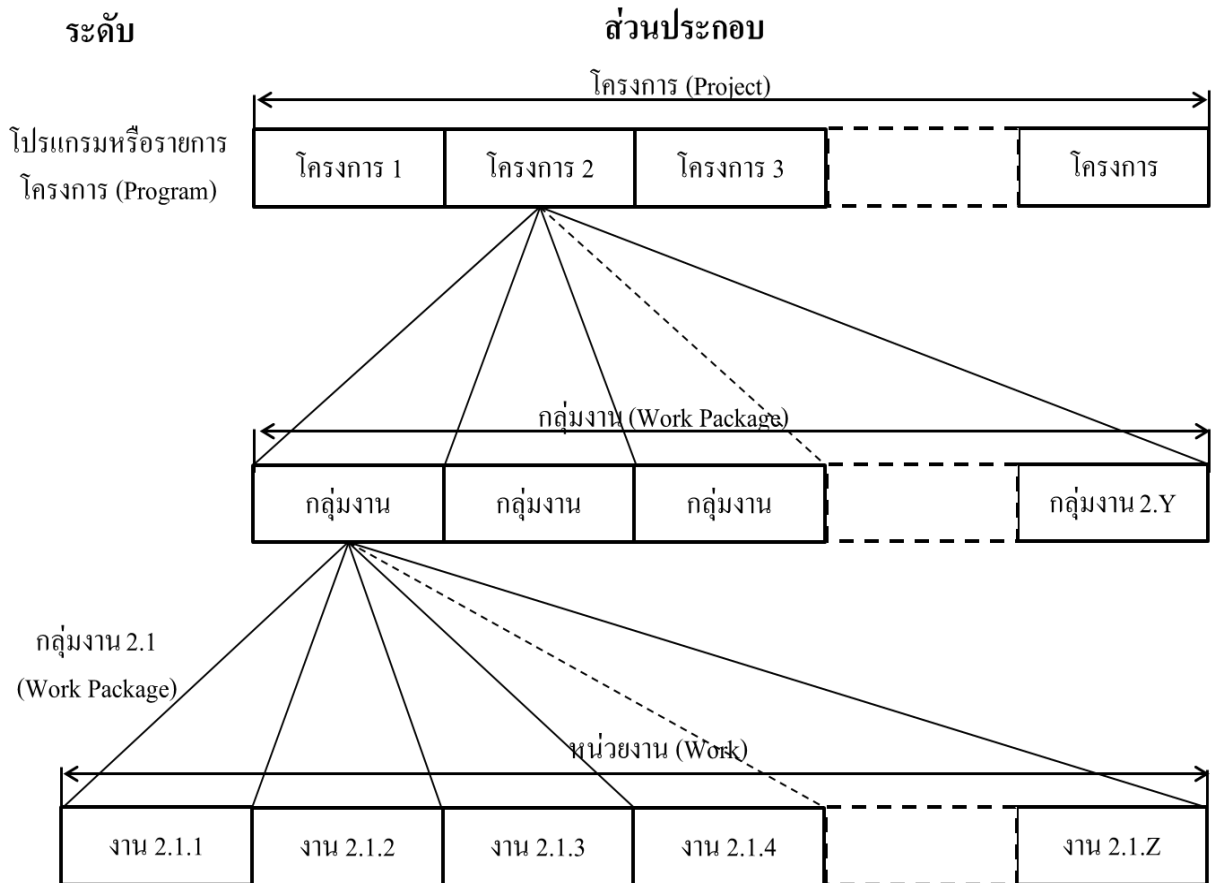 ระดับ
ส่วนประกอบ
โครงการ (Project)
โปรแกรมหรือรายการ
โครงการ (Program)
โครงการ 1
โครงการ 2
โครงการ 3
โครงการ
กลุ่มงาน (Work Package)
กลุ่มงาน
กลุ่มงาน
กลุ่มงาน
กลุ่มงาน 2.Y
กลุ่มงาน 2.1
(Work Package)
หน่วยงาน (Work)
งาน 2.1.1
งาน 2.1.2
งาน 2.1.3
งาน 2.1.4
งาน 2.1.Z